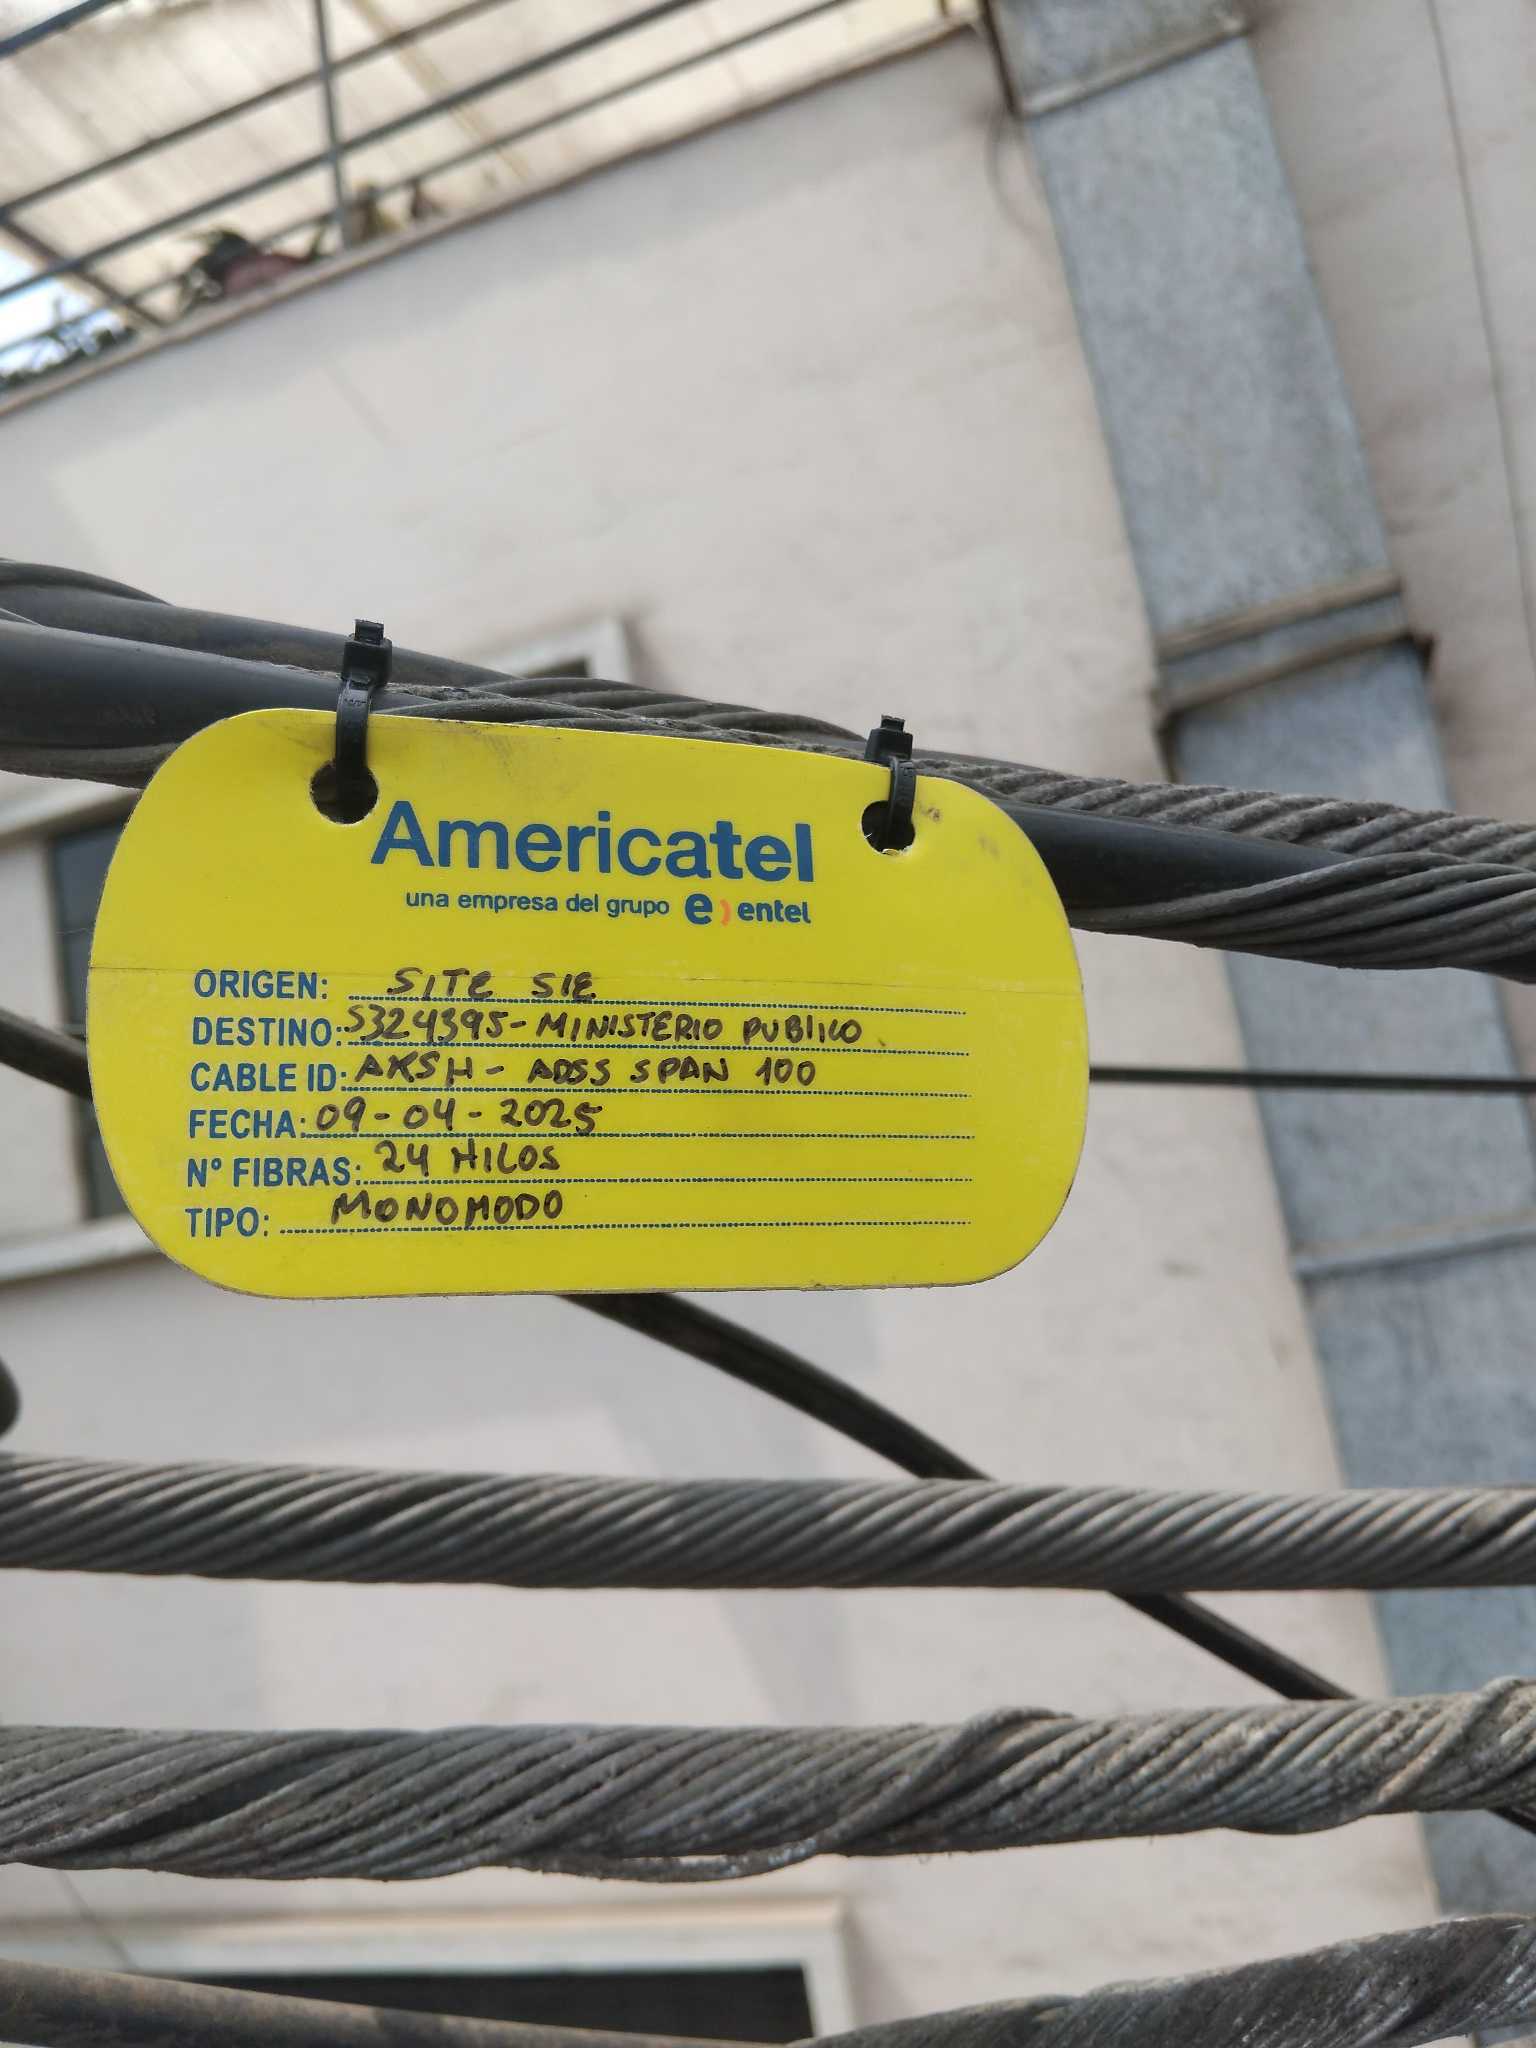 Americatel
una empresa del grupo e) entel
ORIGEN: SITE SIE
DESTINO: S324395-MINISTERIO PUBLICO
CABLE ID: AKSH - ADSS SPAN 100
FECHA: 09-04-2025
N° FIBRAS: 24 HILOS
TIPO: MONOMODO